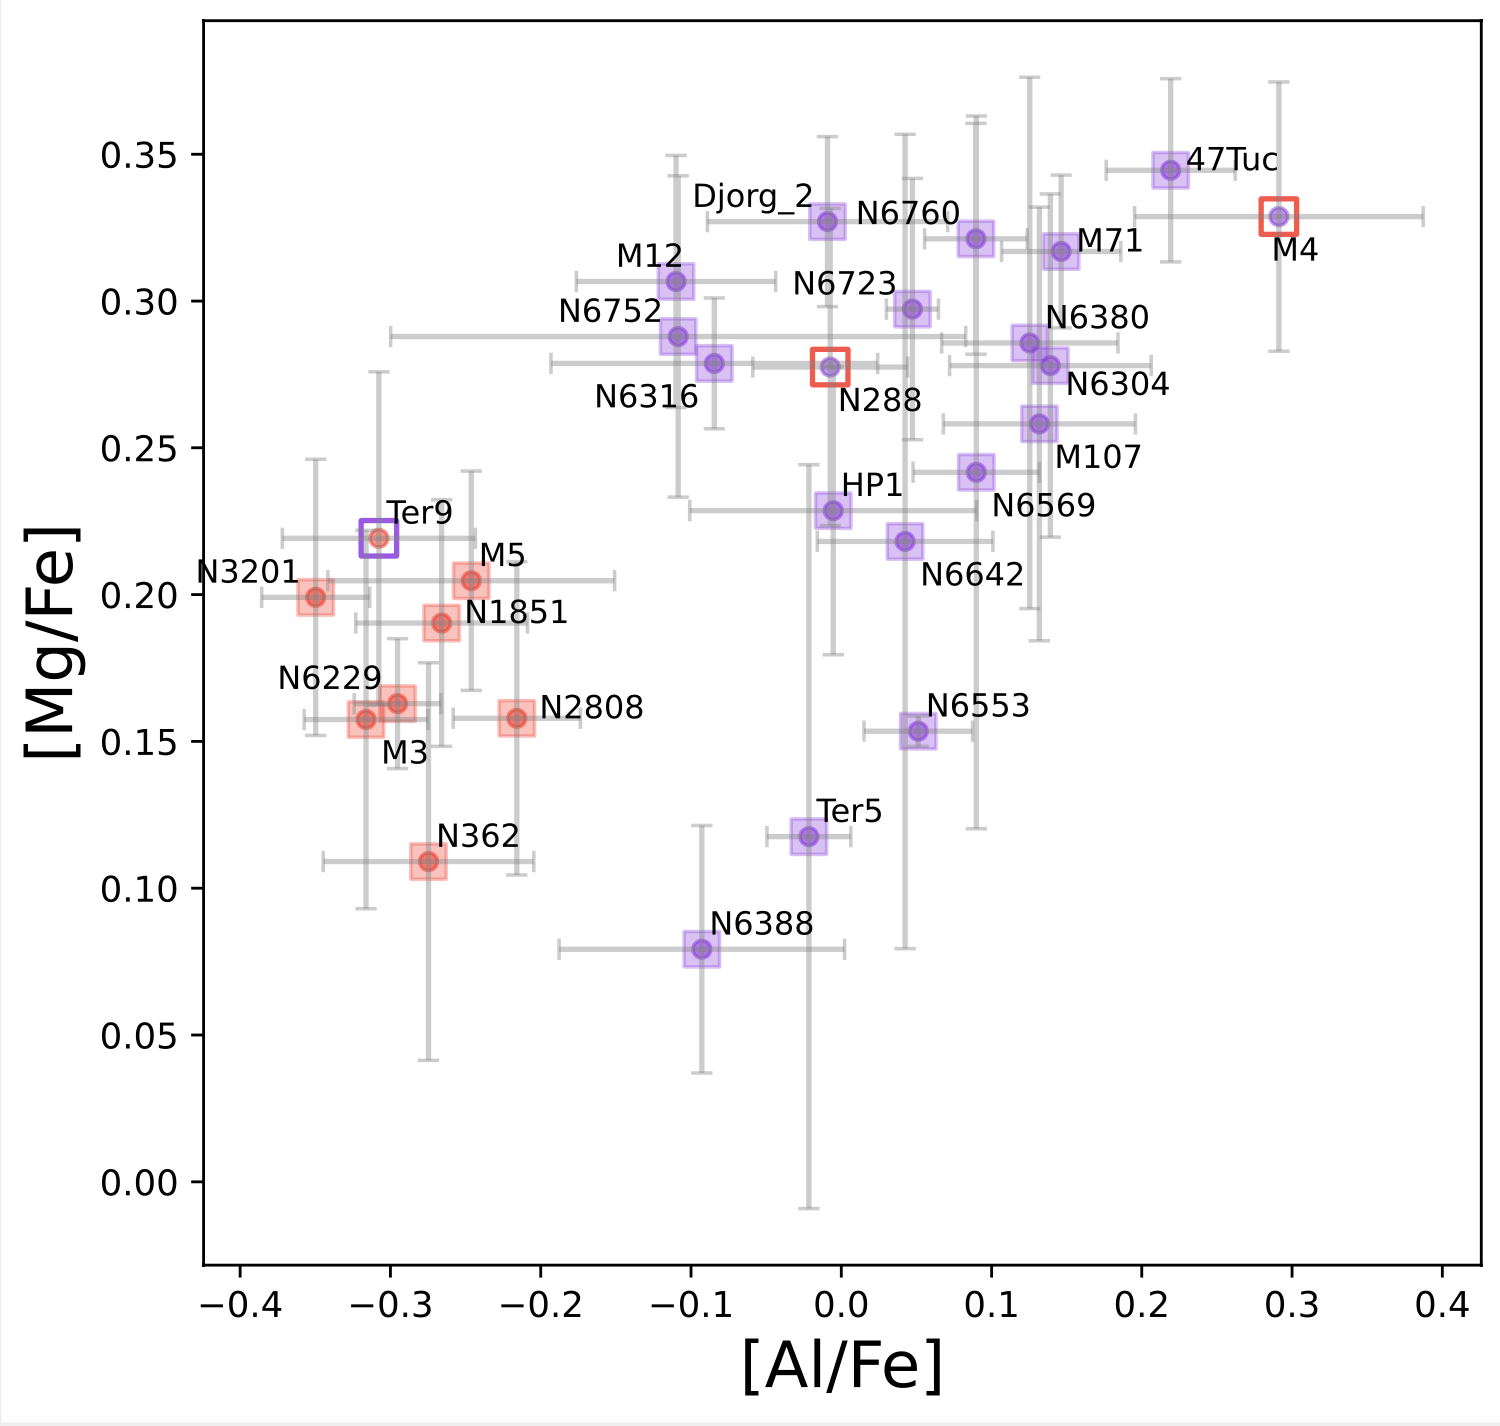 0.35
0.30
0.25
0.20
0.15
0.10
0.05
0.00
[Mg/Fe]
47Tuc
Djorg_2
N6760
M71
M4
M12
N6723
N6752
N6380
N6316
N288
N6304
M107
HP1
N6569
Ter9
M5
N6642
N3201
N1851
N6229
N2808
N6553
M3
Ter5
N362
N6388
−0.4 −0.3 −0.2 −0.1 0.0 0.1 0.2 0.3 0.4
[Al/Fe]